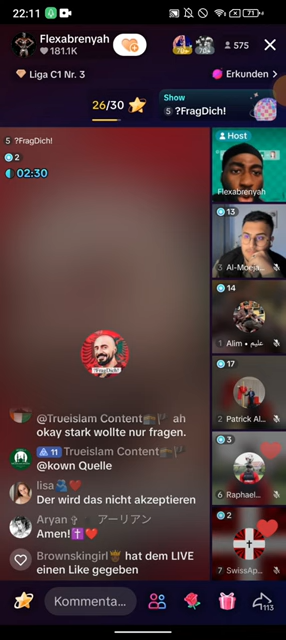 22:11
71
Flexabrenyah
181.1K
575
Liga C1 Nr. 3
Erkunden >
26/30
Show
5 ?FragDich!
5 ?FragDich!
2
02:30
Host
Flexabrenyah
13
3 Al-Moeja...
14
1 Alim • عليم
17
2 Patrick Al...
3
6 Raphael...
2
7 SwissAp...
"FragDich!"
@Trueislam Content ah
okay stark wollte nur fragen.
11 Trueislam Content
@kown Quelle
lisa
Der wird das nicht akzeptieren
Aryan アーリアン
Amen!
Brownskingirl hat dem LIVE
einen Like gegeben
Kommenta...
113